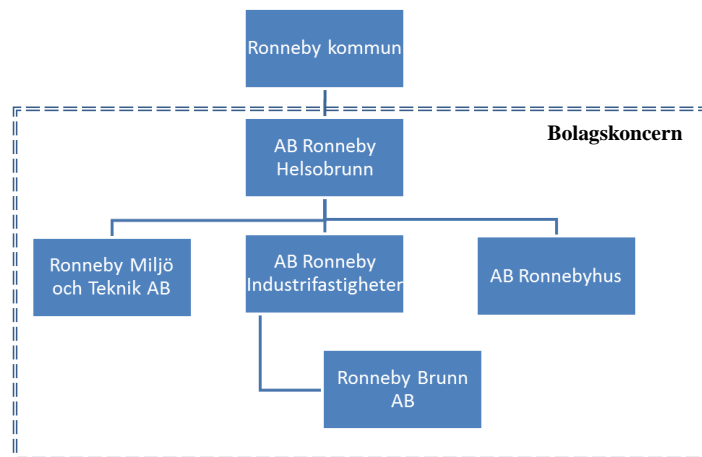 Ronneby kommun
Bolagskoncern
AB Ronneby
Helsobrunn
Ronneby Miljö
och Teknik AB
AB Ronneby
Industrifastigheter
AB Ronnebyhus
Ronneby Brunn
AB